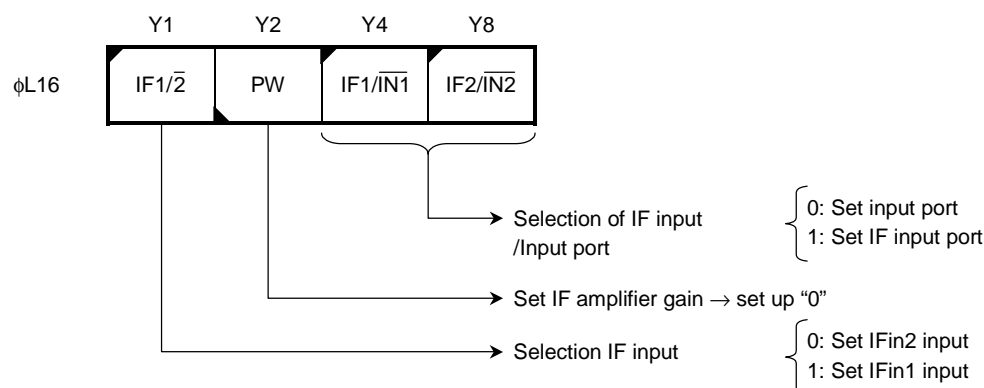 Y1 Y2 Y4 Y8
ϕL16 IF1/2̅ PW IF1/I̅N̅1̅ IF2/I̅N̅2̅
Selection of IF input
/Input port
0: Set input port
1: Set IF input port
Set IF amplifier gain → set up “0”
Selection IF input
0: Set IFin2 input
1: Set IFin1 input